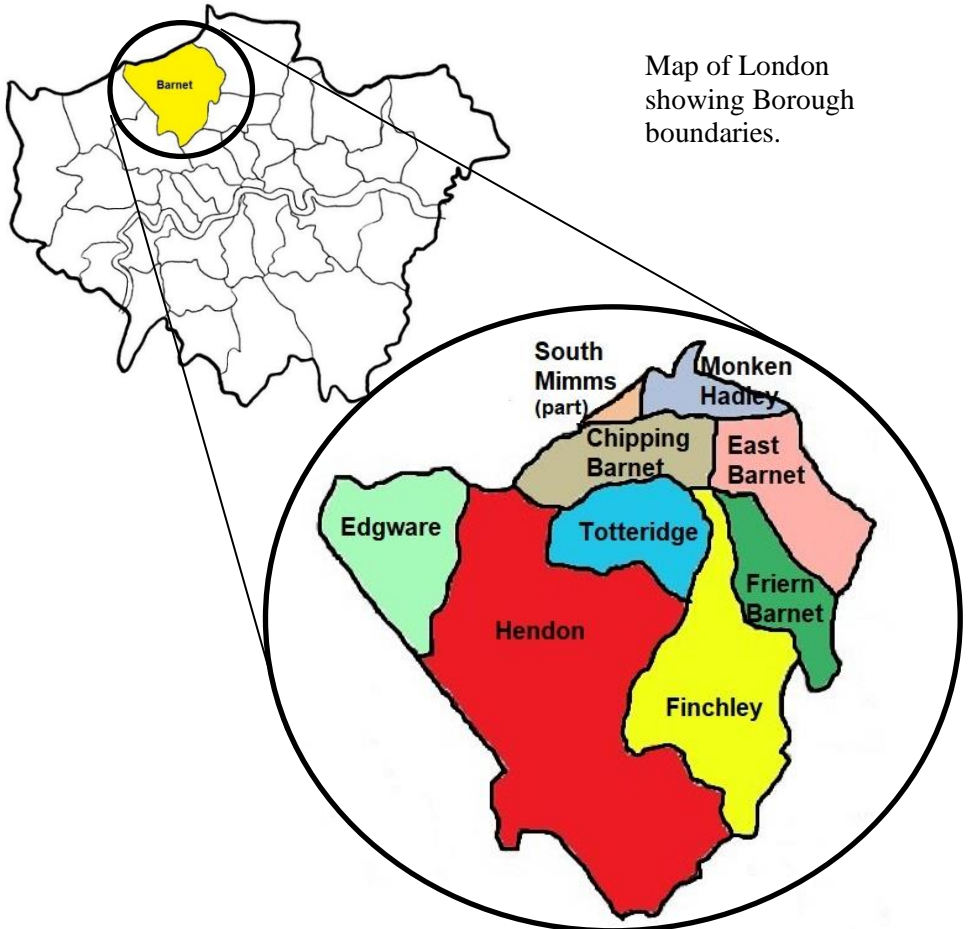 Barnet
Map of London
showing Borough
boundaries.
South
Mimms
(part)
Monken
Hadley
Chipping
Barnet
East
Barnet
Edgware
Totteridge
Friern
Barnet
Hendon
Finchley